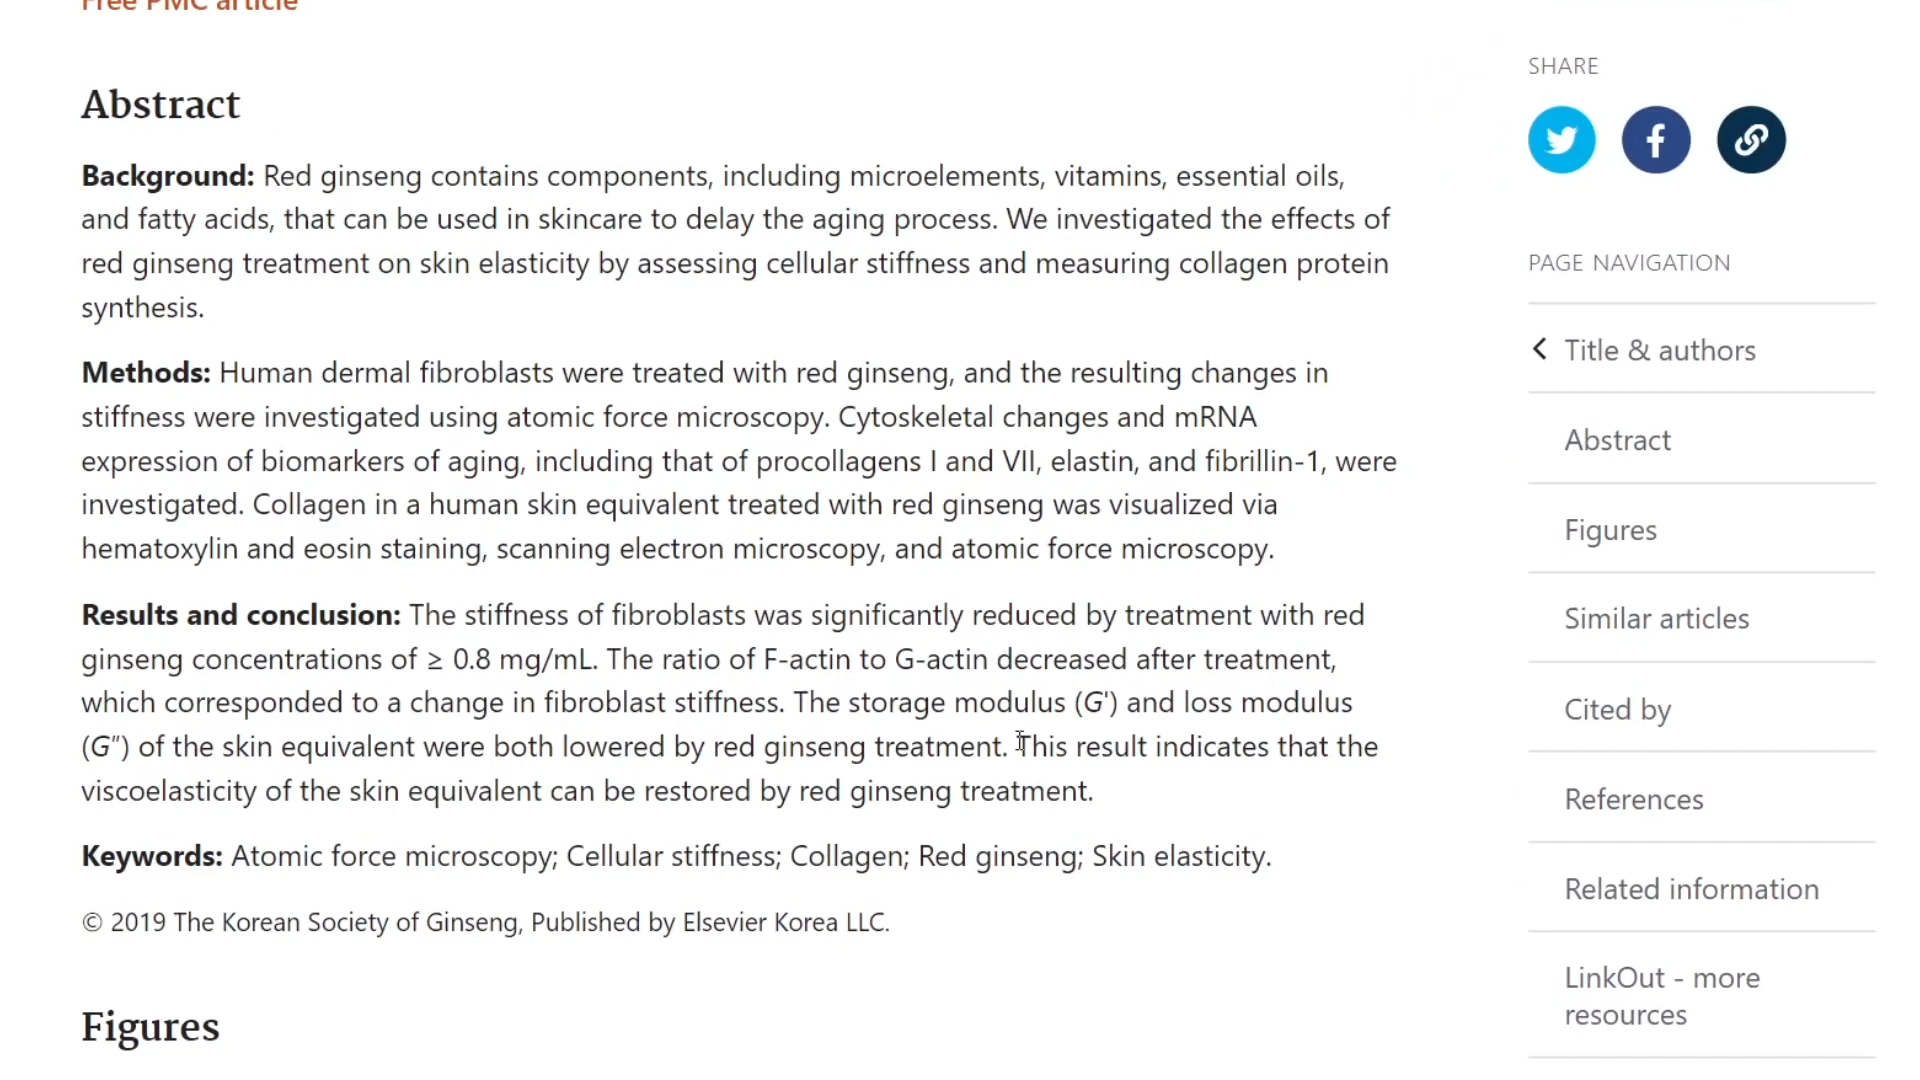 Free PMC article
Abstract
Background: Red ginseng contains components, including microelements, vitamins, essential oils,
and fatty acids, that can be used in skincare to delay the aging process. We investigated the effects of
red ginseng treatment on skin elasticity by assessing cellular stiffness and measuring collagen protein
synthesis.
Methods: Human dermal fibroblasts were treated with red ginseng, and the resulting changes in
stiffness were investigated using atomic force microscopy. Cytoskeletal changes and mRNA
expression of biomarkers of aging, including that of procollagens I and VII, elastin, and fibrillin-1, were
investigated. Collagen in a human skin equivalent treated with red ginseng was visualized via
hematoxylin and eosin staining, scanning electron microscopy, and atomic force microscopy.
Results and conclusion: The stiffness of fibroblasts was significantly reduced by treatment with red
ginseng concentrations of ≥ 0.8 mg/mL. The ratio of F-actin to G-actin decreased after treatment,
which corresponded to a change in fibroblast stiffness. The storage modulus (G') and loss modulus
(G″) of the skin equivalent were both lowered by red ginseng treatment. This result indicates that the
viscoelasticity of the skin equivalent can be restored by red ginseng treatment.
Keywords: Atomic force microscopy; Cellular stiffness; Collagen; Red ginseng; Skin elasticity.
© 2019 The Korean Society of Ginseng, Published by Elsevier Korea LLC.
Figures
SHARE
PAGE NAVIGATION
Title & authors
Abstract
Figures
Similar articles
Cited by
References
Related information
LinkOut - more
resources